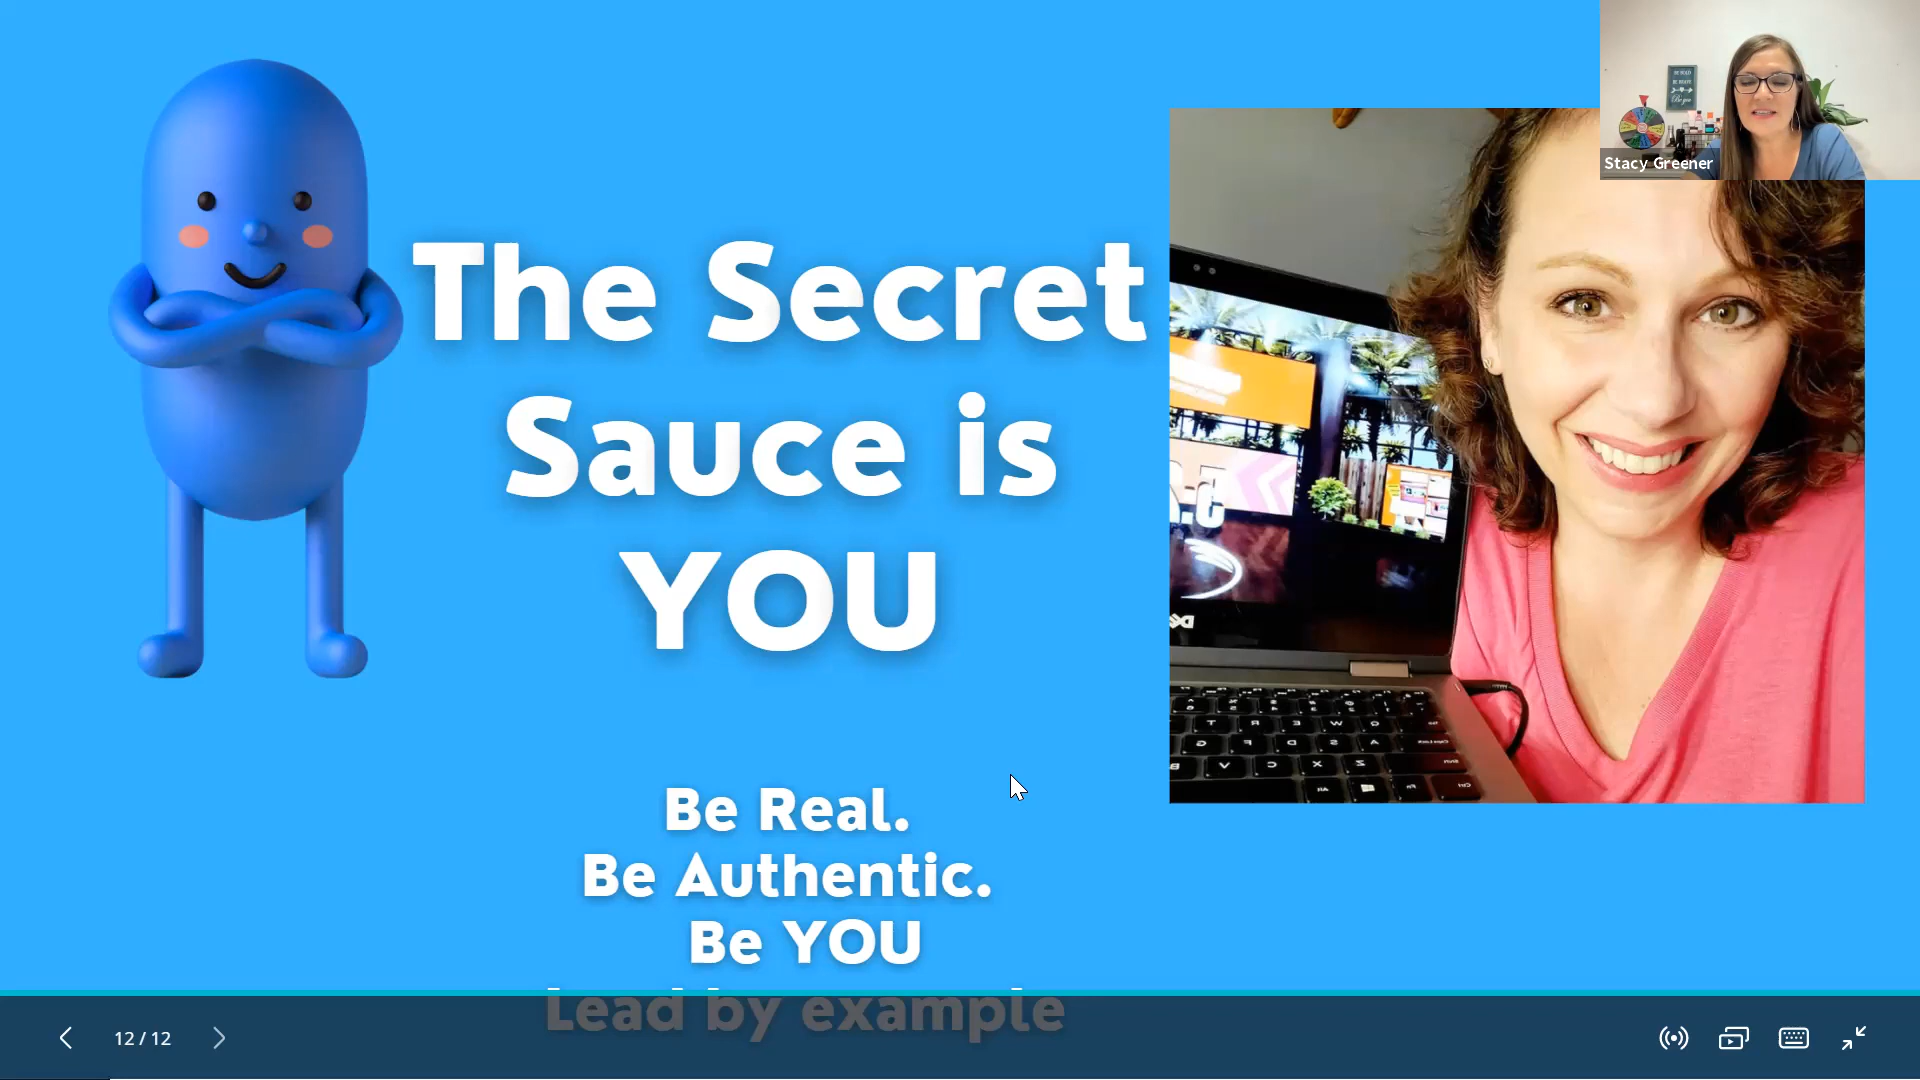 The Secret
Sauce is
YOU
Be Real.
Be Authentic.
Be YOU
Lead by example
Stacy Greener
12 / 12